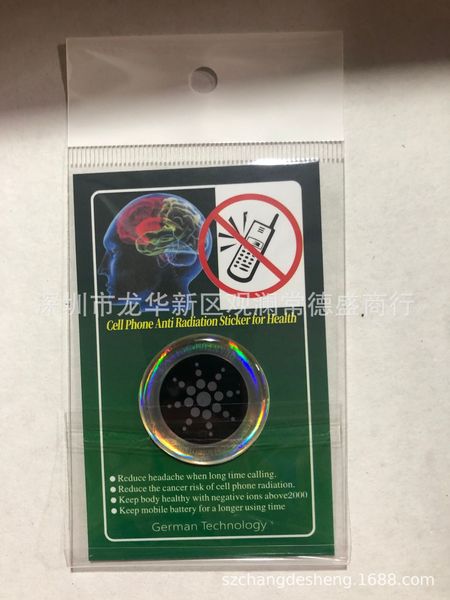 深圳市龙华新区观澜常德盛商行
Cell Phone Anti Radiation Sticker for Health
Reduce headache when long time calling.
Reduce the cancer risk of cell phone radiation.
Keep body healthy with negative ions above2000
Keep mobile battery for a longer using time
German Technology
szchangdesheng.1688.com